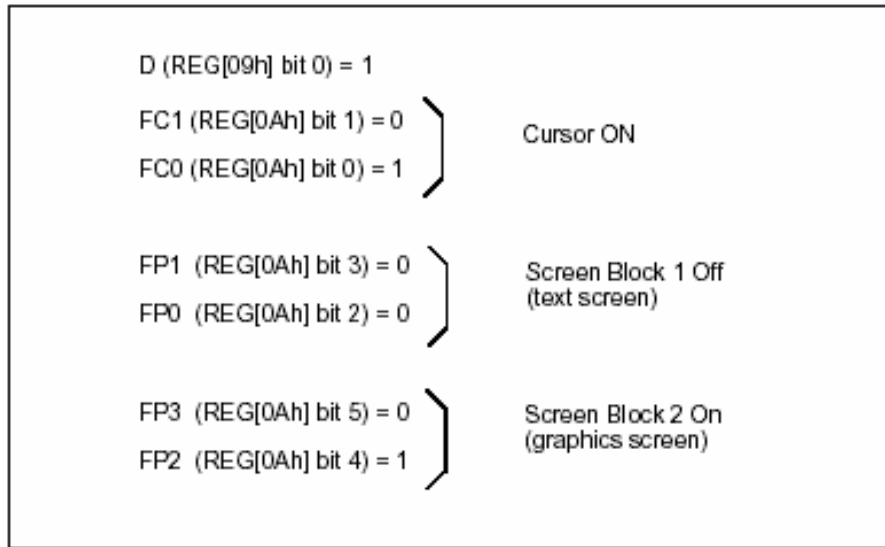 D (REG[09h] bit 0) = 1
FC1 (REG[0Ah] bit 1) = 0
FC0 (REG[0Ah] bit 0) = 1
Cursor ON
FP1 (REG[0Ah] bit 3) = 0
FP0 (REG[0Ah] bit 2) = 0
Screen Block 1 Off
(text screen)
FP3 (REG[0Ah] bit 5) = 0
FP2 (REG[0Ah] bit 4) = 1
Screen Block 2 On
(graphics screen)